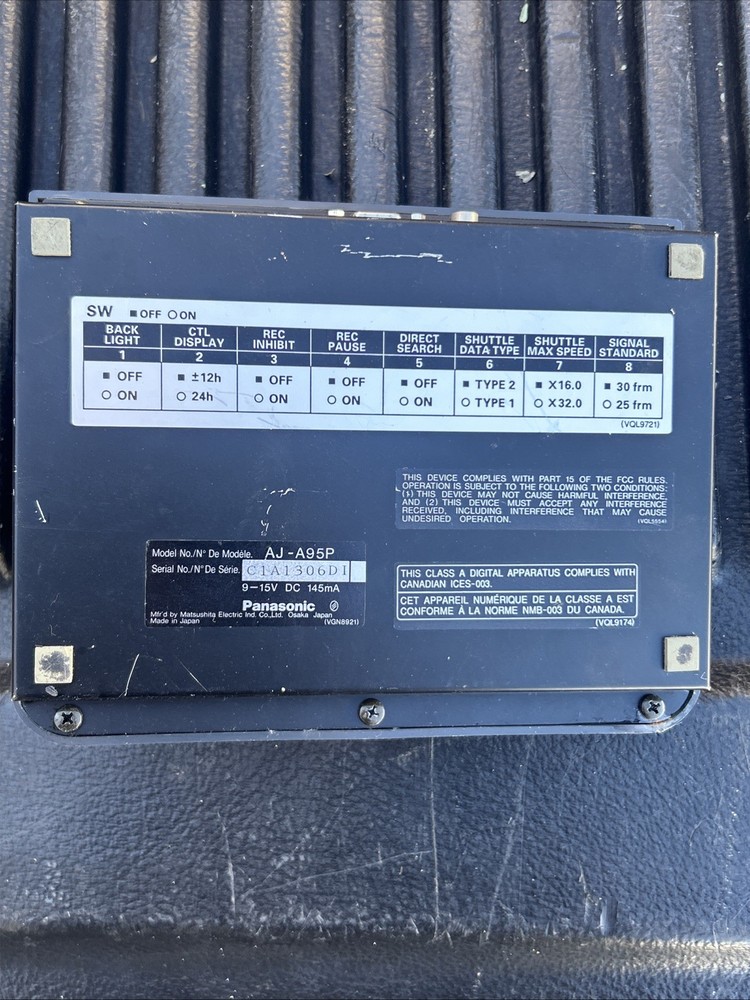 SW ■ OFF ○ ON
BACK LIGHT CTL DISPLAY REC INHIBIT REC PAUSE DIRECT SEARCH SHUTTLE DATA TYPE SHUTTLE MAX SPEED SIGNAL STANDARD
1 2 3 4 5 6 7 8
■ OFF ■ ±12h ■ OFF ■ OFF ■ OFF ■ TYPE 2 ■ X16.0 ■ 30 frm
○ ON ○ 24h ○ ON ○ ON ○ ON ○ TYPE 1 ○ X32.0 ○ 25 frm
(VQL9721)
THIS DEVICE COMPLIES WITH PART 15 OF THE FCC RULES.
OPERATION IS SUBJECT TO THE FOLLOWING TWO CONDITIONS:
(1) THIS DEVICE MAY NOT CAUSE HARMFUL INTERFERENCE,
AND (2) THIS DEVICE MUST ACCEPT ANY INTERFERENCE
RECEIVED, INCLUDING INTERFERENCE THAT MAY CAUSE
UNDESIRED OPERATION. (VQL5554)
Model No./N° De Modèle. AJ-A95P
Serial No./N° De Série. C1A1306DI
9-15V DC 145mA
Panasonic
Mfr'd by Matsushita Electric Ind. Co.,Ltd. Osaka Japan
Made in Japan (VGN8921)
THIS CLASS A DIGITAL APPARATUS COMPLIES WITH
CANADIAN ICES-003.
CET APPAREIL NUMÉRIQUE DE LA CLASSE A EST
CONFORME À LA NORME NMB-003 DU CANADA.
(VQL9174)